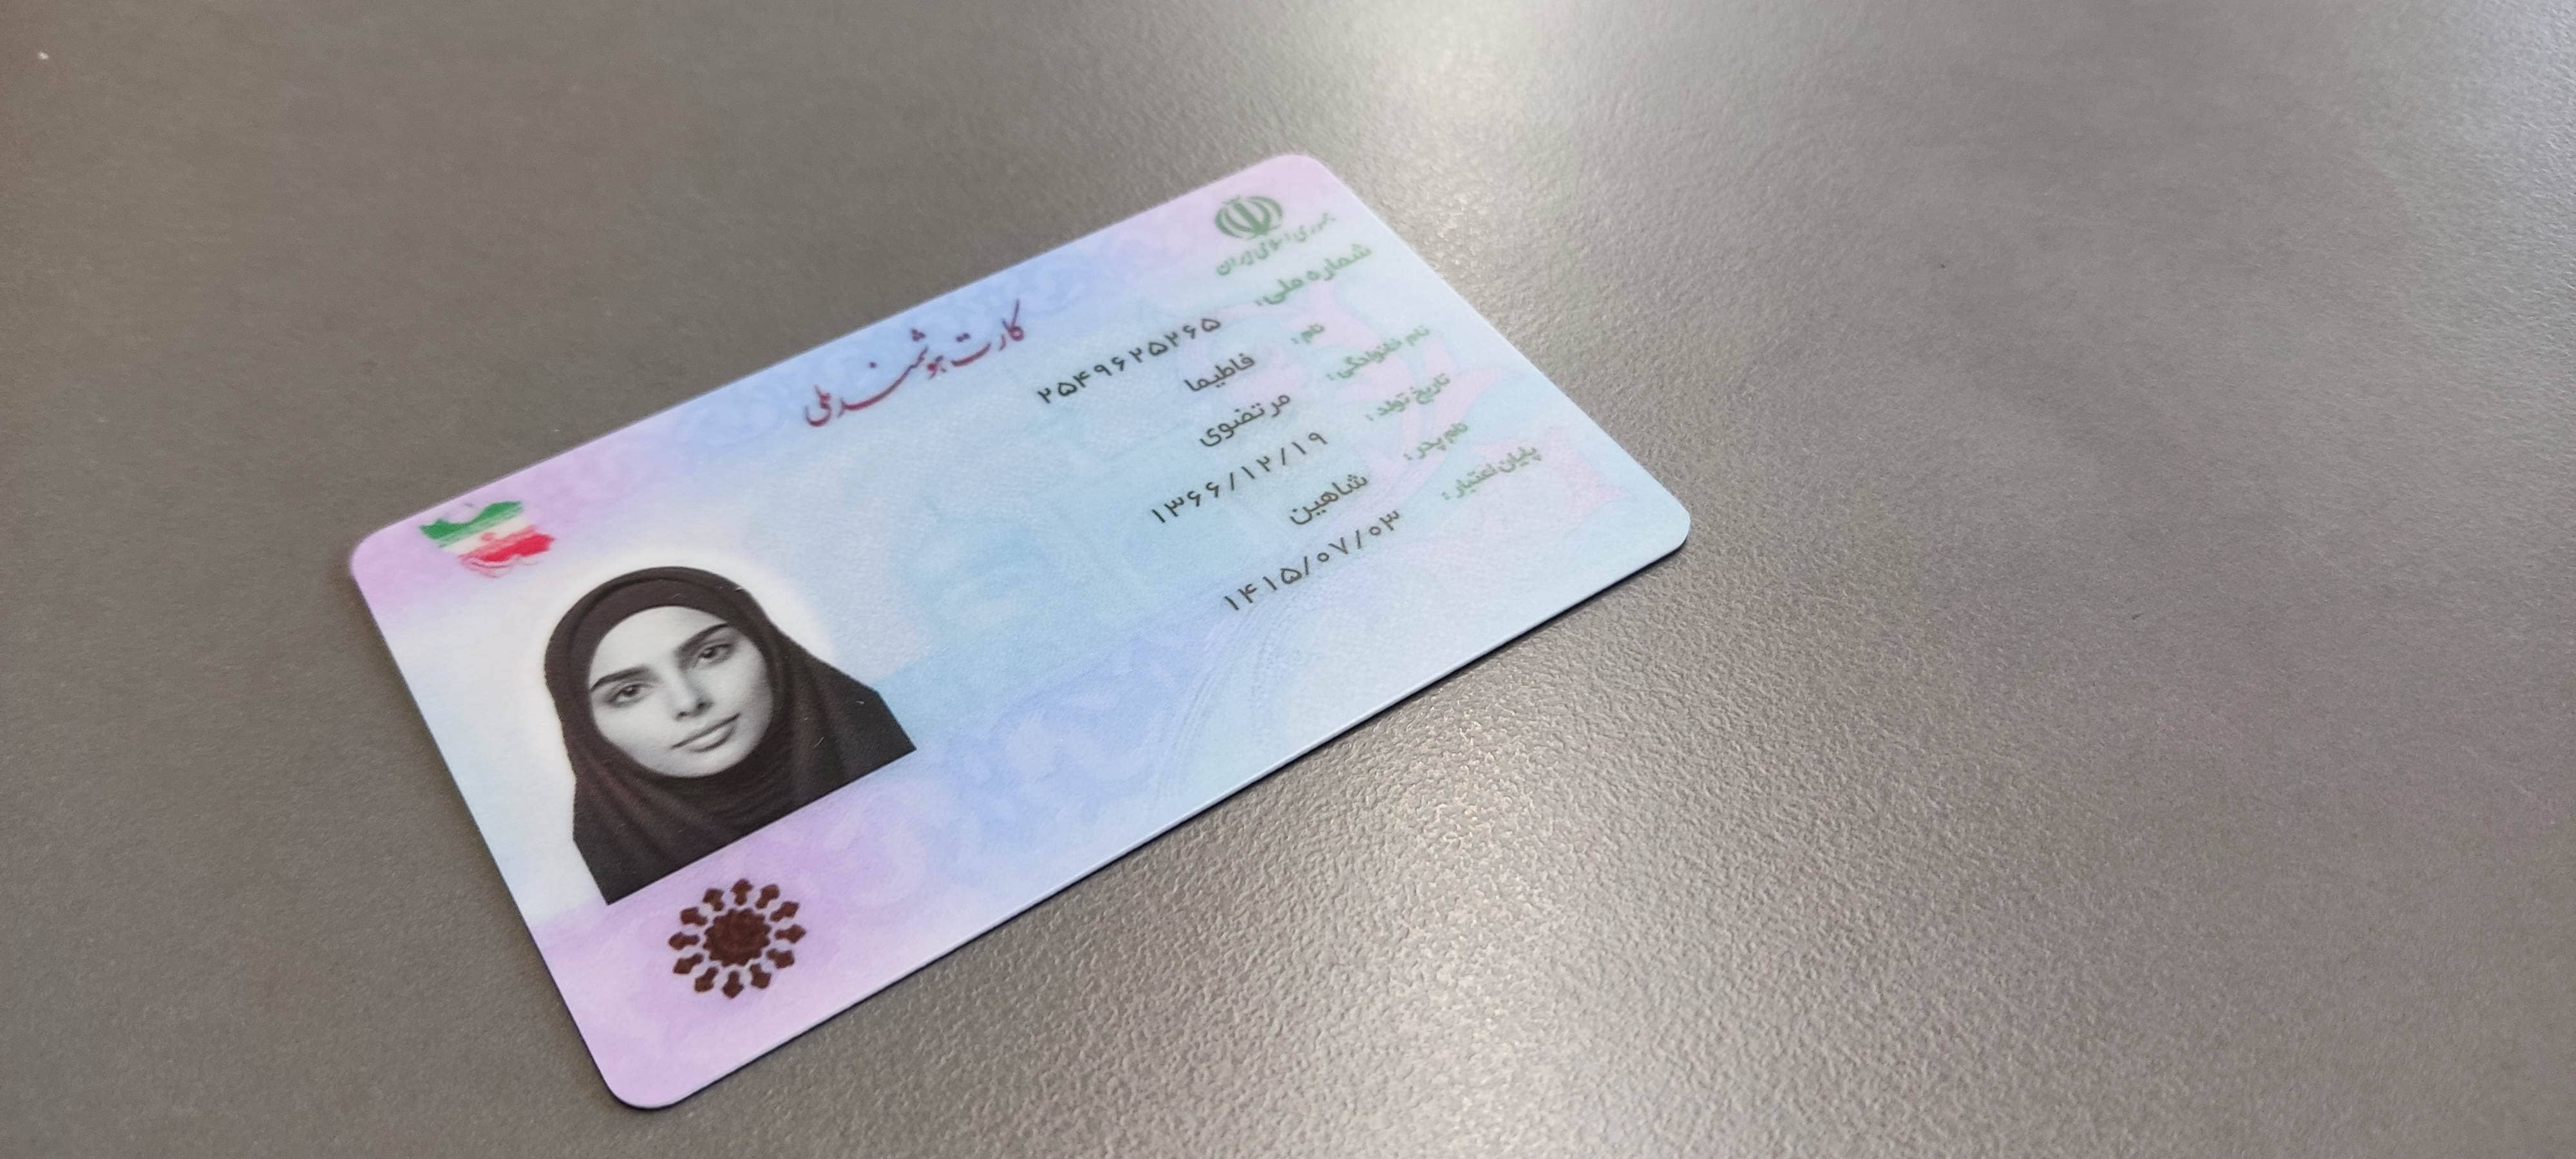 جمهوری اسلامی ایران
کارت هوشمند ملی
شماره ملی: ۲۵۴۹۶۲۵۲۶۵
نام: فاطیما
نام خانوادگی: مرتضوی
تاریخ تولد: ۱۳۶۶/۱۲/۱۹
نام پدر: شاهین
پایان اعتبار: ۱۴۱۵/۰۷/۰۳